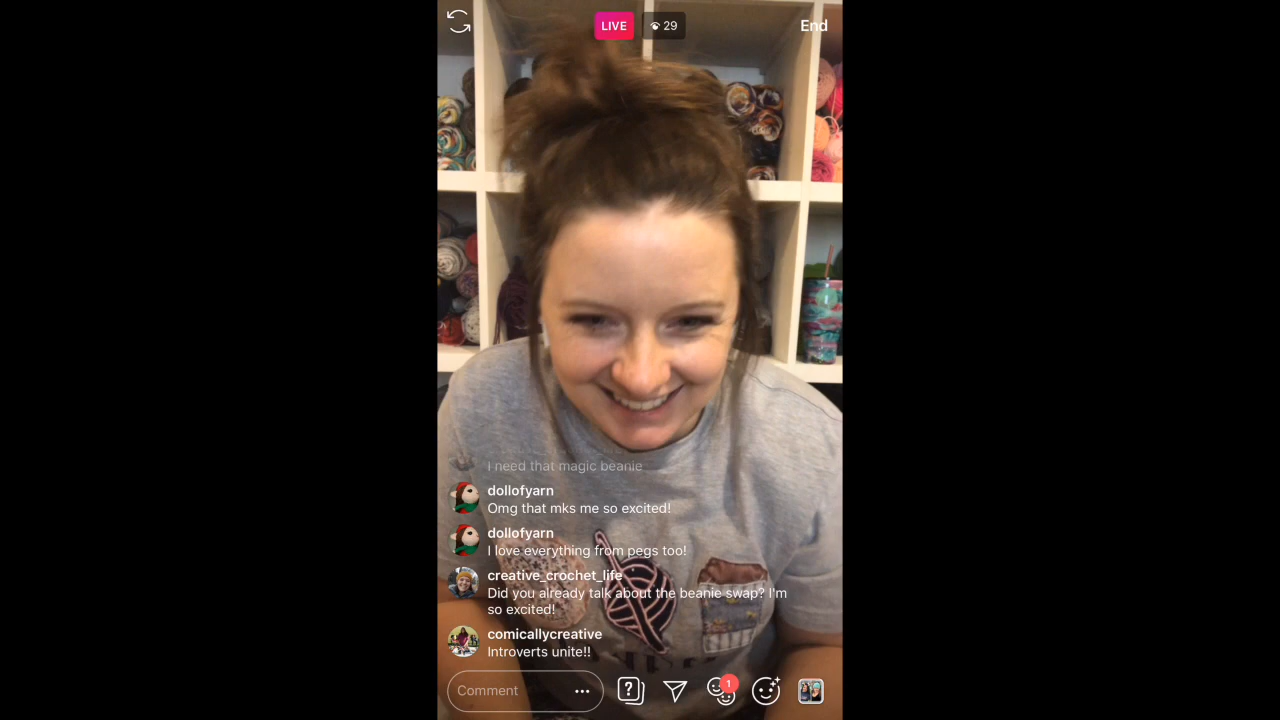 LIVE
29
End
I need that magic beanie
dollofyarn
Omg that mks me so excited!
dollofyarn
I love everything from pegs too!
creative_crochet_life
Did you already talk about the beanie swap? I'm
so excited!
comicallycreative
Introverts unite!!
Comment
?
1